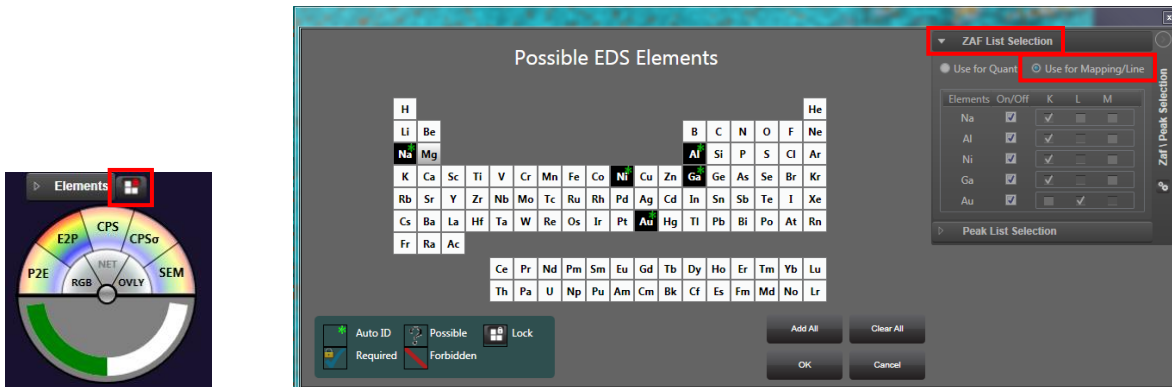 Elements
CPS
E2P
CPSσ
NET
P2E
SEM
RGB
OVLY
Possible EDS Elements
H He
Li Be B C N O F Ne
Na Mg Al Si P S Cl Ar
K Ca Sc Ti V Cr Mn Fe Co Ni Cu Zn Ga Ge As Se Br Kr
Rb Sr Y Zr Nb Mo Tc Ru Rh Pd Ag Cd In Sn Sb Te I Xe
Cs Ba La Hf Ta W Re Os Ir Pt Au Hg Tl Pb Bi Po At Rn
Fr Ra Ac
Ce Pr Nd Pm Sm Eu Gd Tb Dy Ho Er Tm Yb Lu
Th Pa U Np Pu Am Cm Bk Cf Es Fm Md No Lr
Auto ID Possible Lock
Required Forbidden
Add All Clear All
OK Cancel
ZAF List Selection
Use for Quant Use for Mapping/Line
Elements On/Off K L M
Na
Al
Ni
Ga
Au
Peak List Selection
Zaf \ Peak Selection